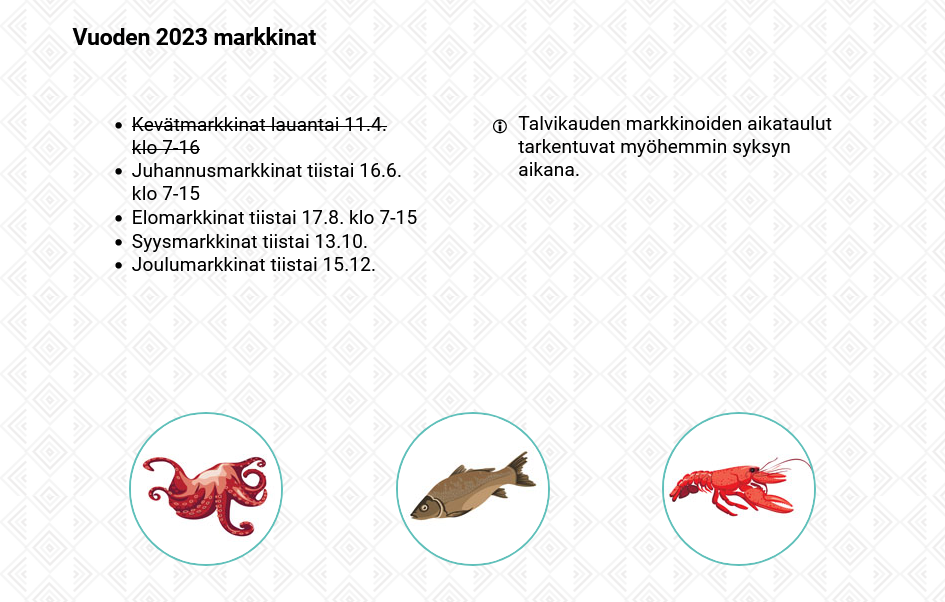 Vuoden 2023 markkinat
Kevätmarkkinat lauantai 11.4.
klo 7-16
Juhannusmarkkinat tiistai 16.6.
klo 7-15
Elomarkkinat tiistai 17.8. klo 7-15
Syysmarkkinat tiistai 13.10.
Joulumarkkinat tiistai 15.12.
Talvikauden markkinoiden aikataulut
tarkentuvat myöhemmin syksyn
aikana.